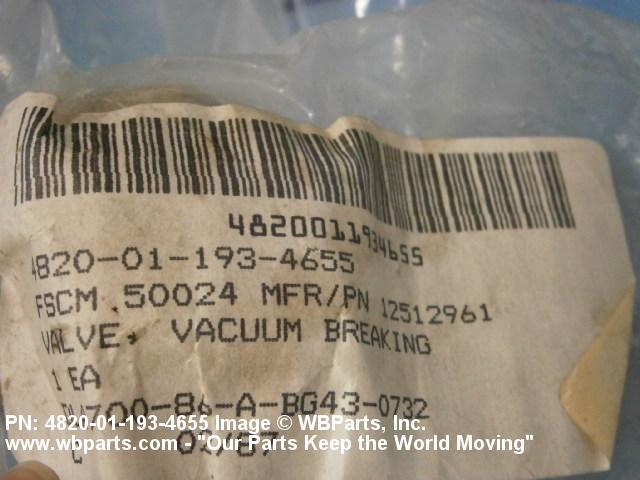 4820011934655
4820-01-193-4655
FSCM 50024 MFR/PN 12512961
VALVE, VACUUM BREAKING
1 EA
PN: 4820-01-193-4655 Image © WBParts, Inc.
www.wbparts.com - "Our Parts Keep the World Moving"